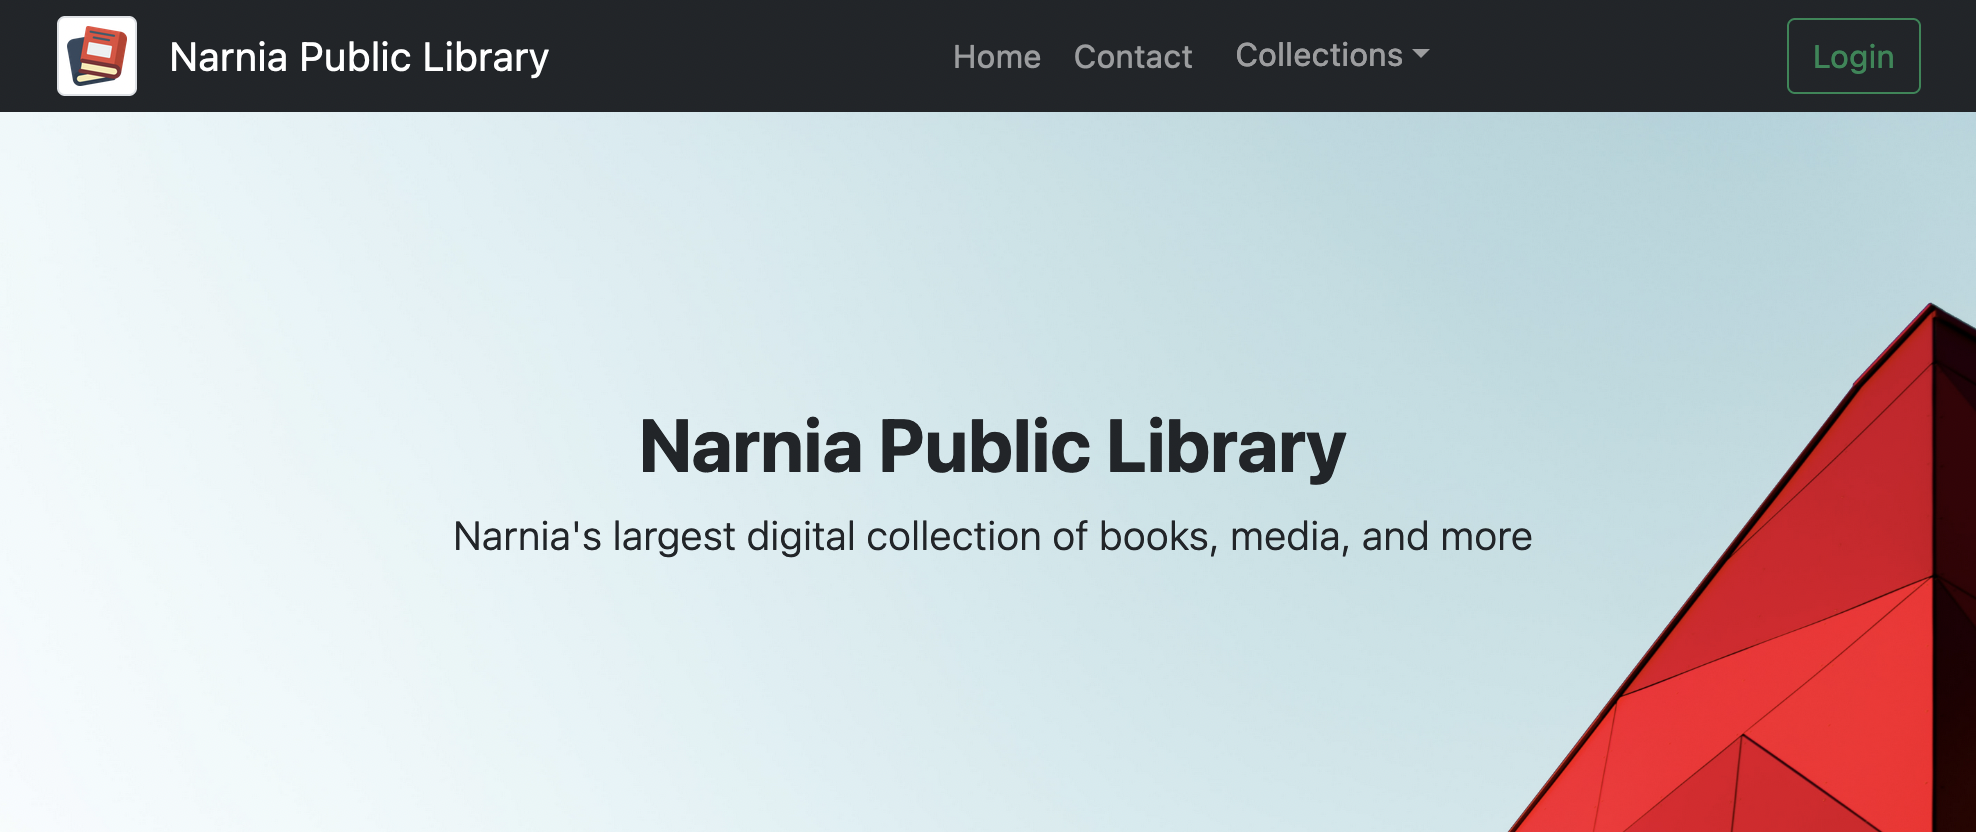 Narnia Public Library
Home Contact Collections
Login
Narnia Public Library
Narnia's largest digital collection of books, media, and more